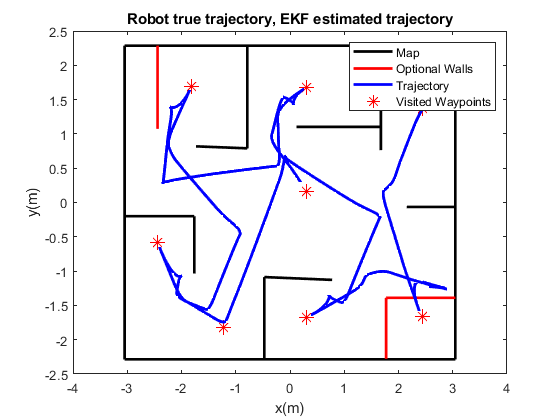 Robot true trajectory, EKF estimated trajectory
Map
Optional Walls
Trajectory
Visited Waypoints
y(m)
2.5
2
1.5
1
0.5
0
-0.5
-1
-1.5
-2
-2.5
-4 -3 -2 -1 0 1 2 3 4
x(m)